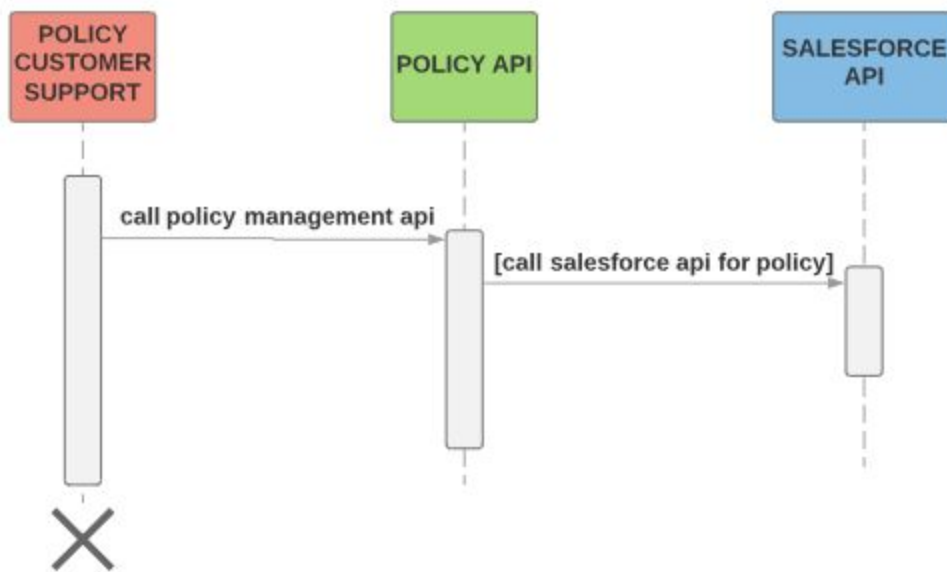 POLICY
CUSTOMER
SUPPORT
POLICY API
SALESFORCE
API
call policy management api
[call salesforce api for policy]